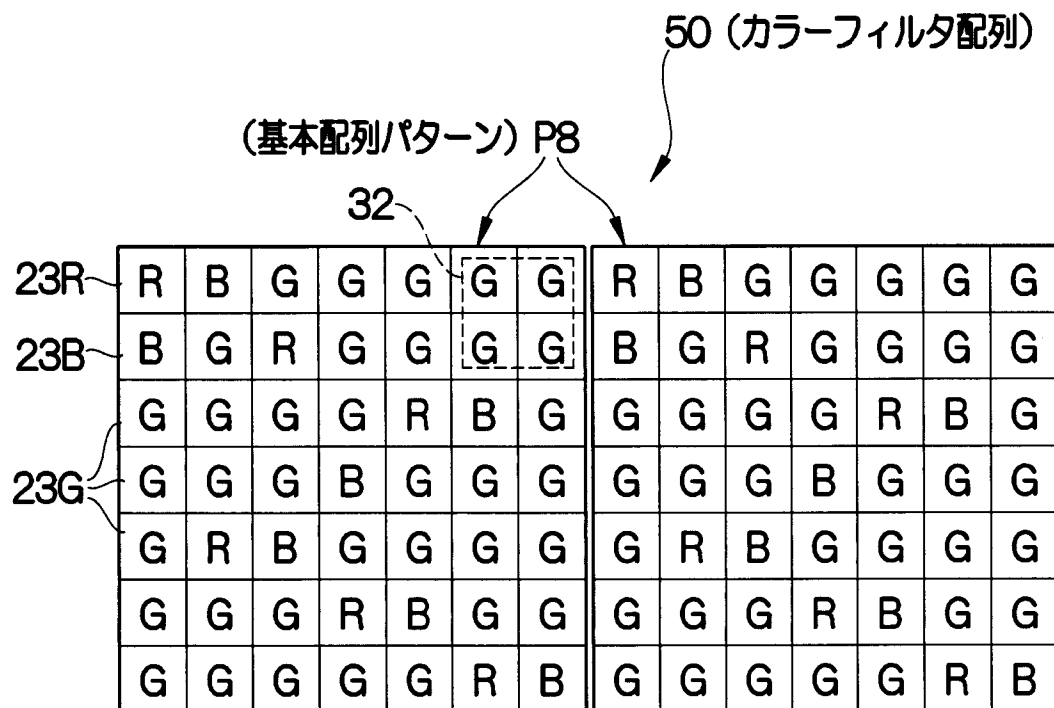 50（カラーフィルタ配列）
（基本配列パターン）P8
32
23R R B G G G G G R B G G G G G
23B B G R G G G G B G R G G G G
G G G G R B G G G G G R B G
23G G G G B G G G G G G B G G G
G R B G G G G G R B G G G G
G G G R B G G G G G R B G G
G G G G G R B G G G G G R B